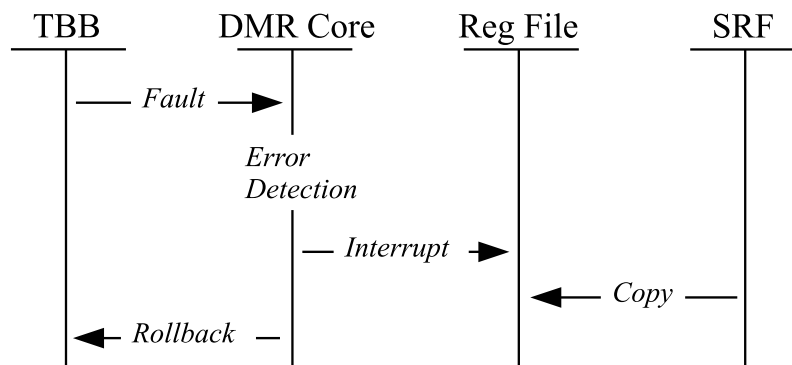 TBB DMR Core Reg File SRF
Fault
Error
Detection
Interrupt
Copy
Rollback